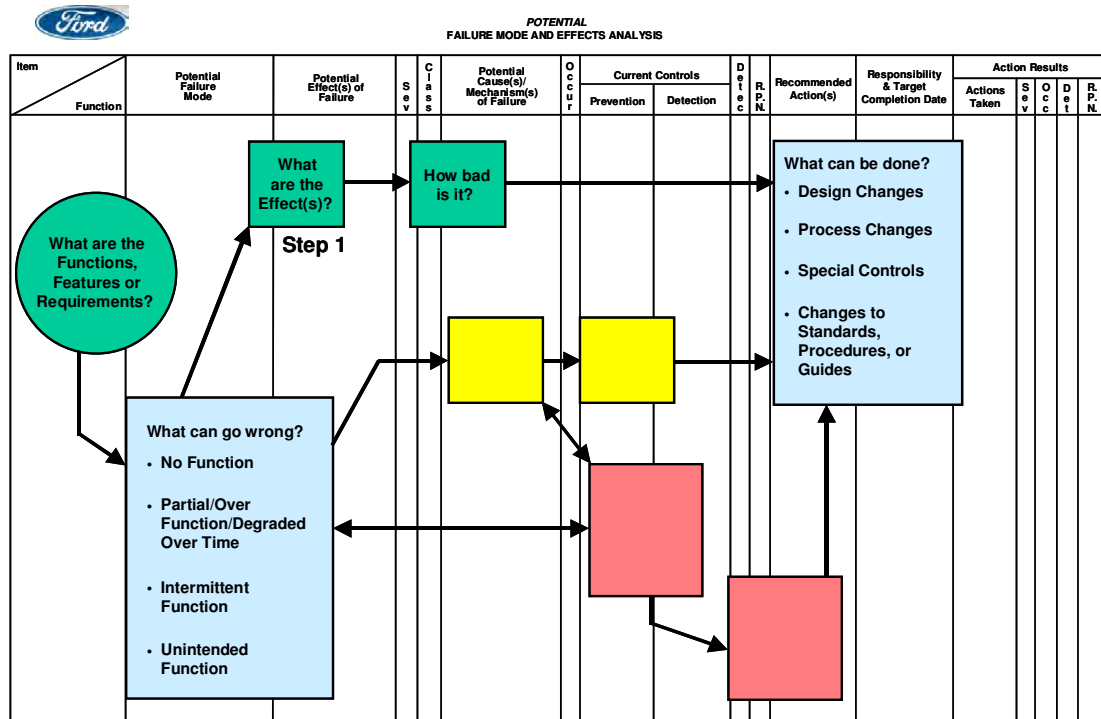 Ford
POTENTIAL
FAILURE MODE AND EFFECTS ANALYSIS
Item
Function
Potential
Failure
Mode
Potential
Effect(s) of
Failure
S
e
v
C
l
a
s
s
Potential
Cause(s)/
Mechanism(s)
of Failure
O
c
c
u
r
Current Controls
Prevention
Detection
D
e
t
e
c
R.
P.
N.
Recommended
Action(s)
Responsibility
& Target
Completion Date
Action Results
Actions
Taken
S
e
v
O
c
c
D
e
t
R.
P.
N.
What
are the
Effect(s)?
How bad
is it?
Step 1
What are the
Functions,
Features or
Requirements?
What can be done?
• Design Changes
• Process Changes
• Special Controls
• Changes to
Standards,
Procedures, or
Guides
What can go wrong?
• No Function
• Partial/Over
Function/Degraded
Over Time
• Intermittent
Function
• Unintended
Function